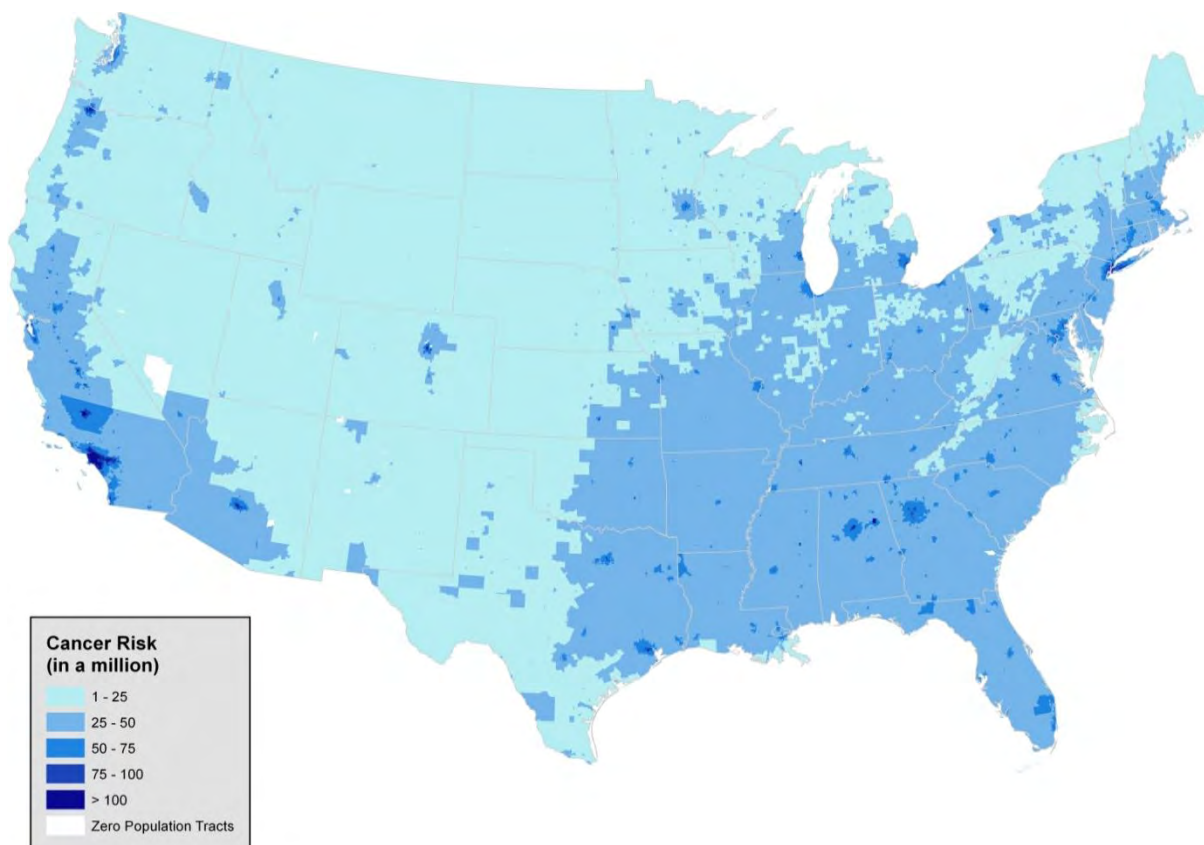 Cancer Risk
(in a million)
1 - 25
25 - 50
50 - 75
75 - 100
> 100
Zero Population Tracts